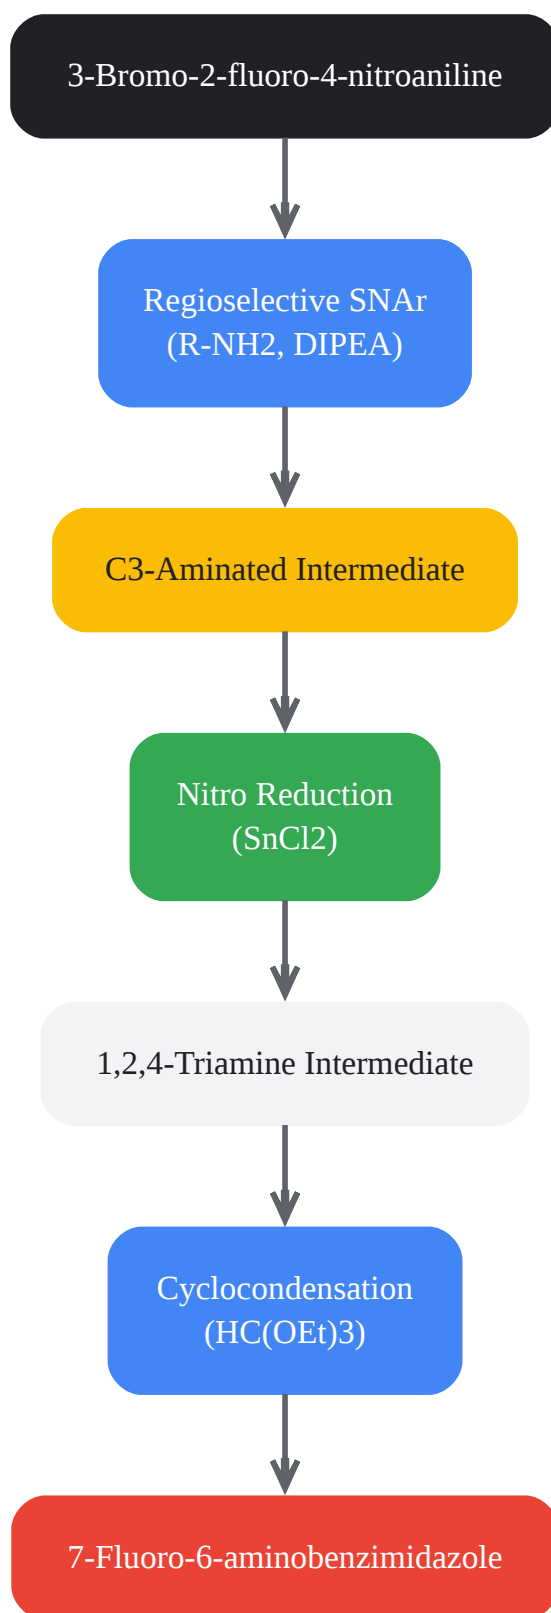 3-Bromo-2-fluoro-4-nitroaniline
Regioselective SNAr
(R-NH2, DIPEA)
C3-Aminated Intermediate
Nitro Reduction
(SnCl2)
1,2,4-Triamine Intermediate
Cyclocondensation
(HC(OEt)3)
7-Fluoro-6-aminobenzimidazole